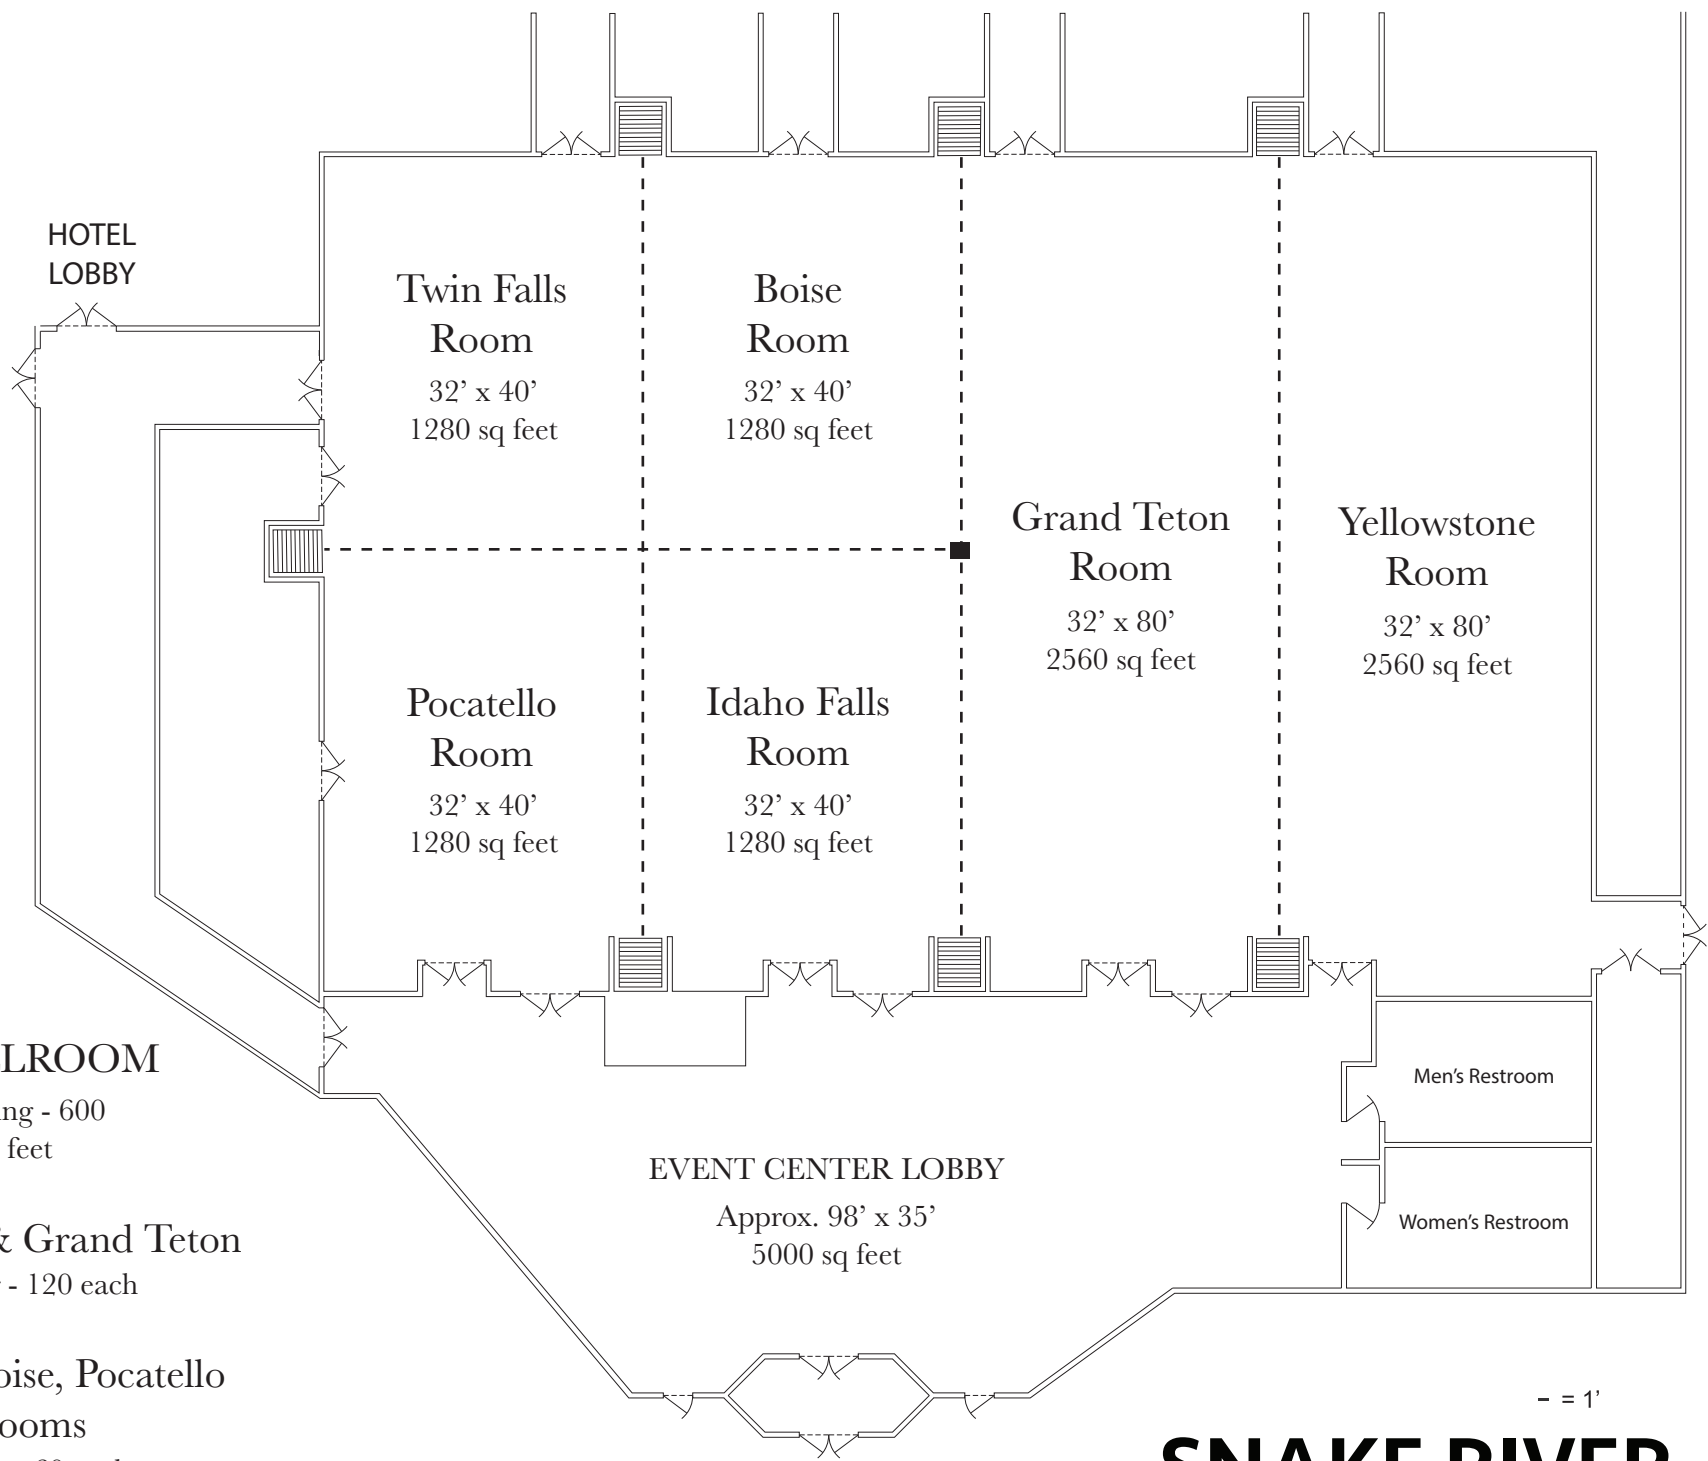 HOTEL
LOBBY
Twin Falls
Room
32’ x 40’
1280 sq feet
Boise
Room
32’ x 40’
1280 sq feet
Grand Teton
Room
32’ x 80’
2560 sq feet
Yellowstone
Room
32’ x 80’
2560 sq feet
Pocatello
Room
32’ x 40’
1280 sq feet
Idaho Falls
Room
32’ x 40’
1280 sq feet
LROOM
ng - 600
feet
& Grand Teton
- 120 each
oise, Pocatello
ooms
EVENT CENTER LOBBY
Approx. 98’ x 35’
5000 sq feet
Men’s Restroom
Women’s Restroom
– = 1’
SNAKE RIVER